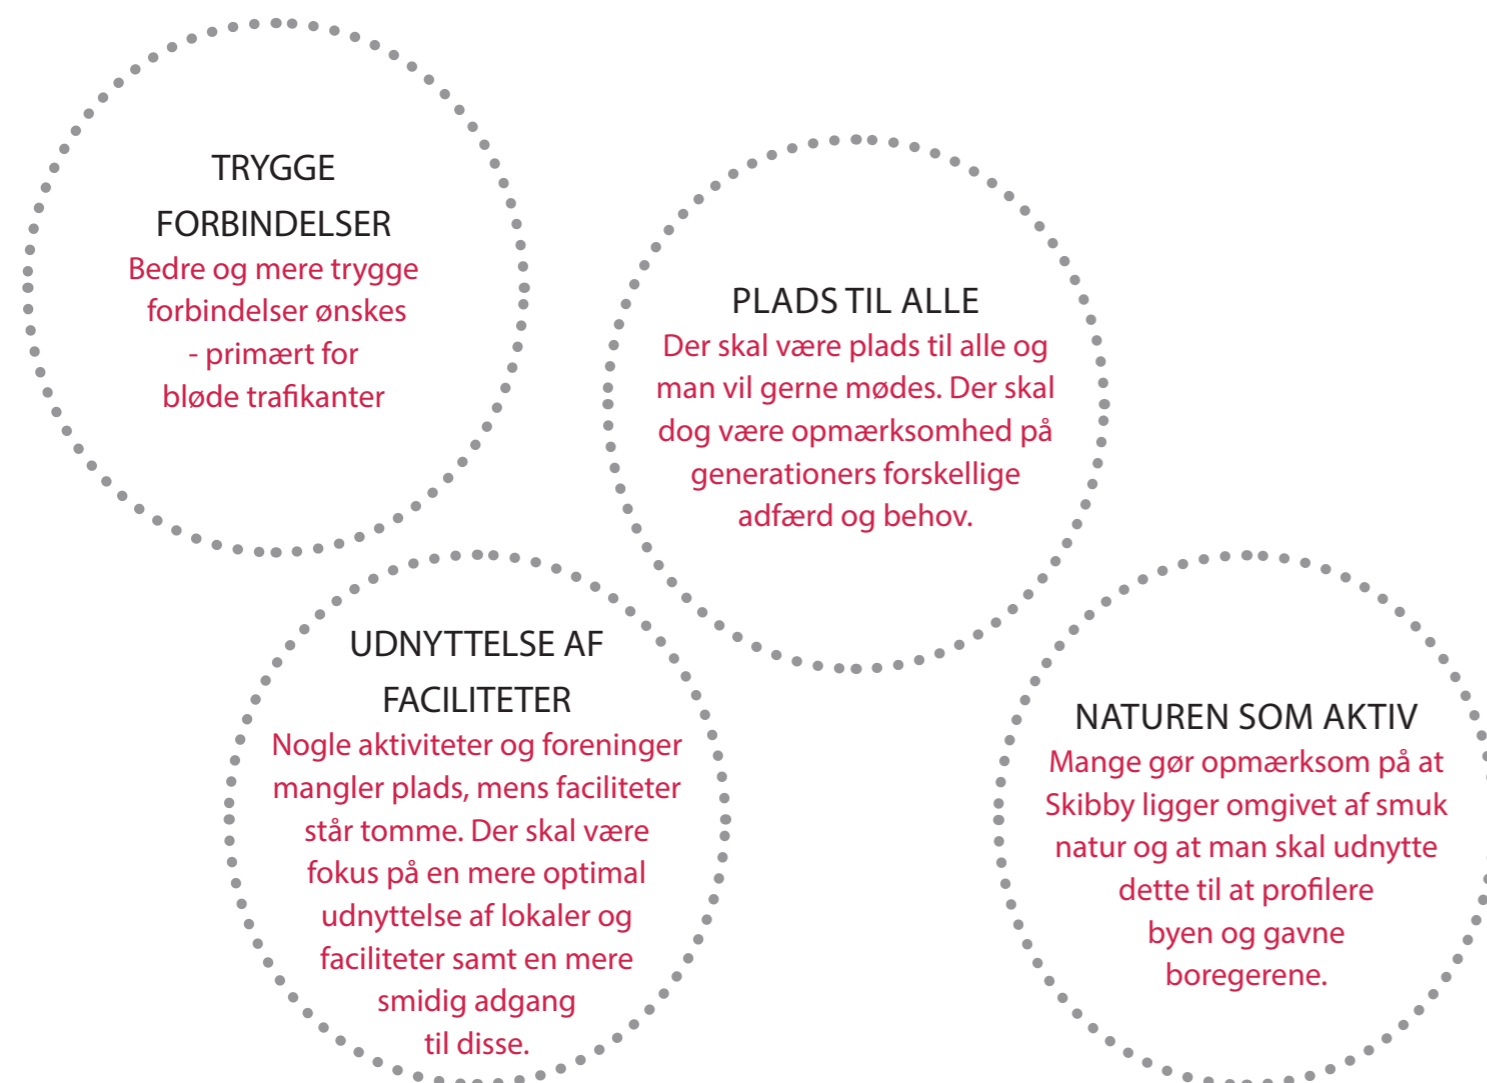 TRYGGE
FORBINDELSER
Bedre og mere trygge
forbindelser ønskes
- primært for
bløde trafikanter
PLADS TIL ALLE
Der skal være plads til alle og
man vil gerne mødes. Der skal
dog være opmærksomhed på
generationers forskellige
adfærd og behov.
UDNYTTELSE AF
FACILITETER
Nogle aktiviteter og foreninger
mangler plads, mens faciliteter
står tomme. Der skal være
fokus på en mere optimal
udnyttelse af lokaler og
faciliteter samt en mere
smidig adgang
til disse.
NATUREN SOM AKTIV
Mange gør opmærksom på at
Skibby ligger omgivet af smuk
natur og at man skal udnytte
dette til at profilere
byen og gavne
boregerene.